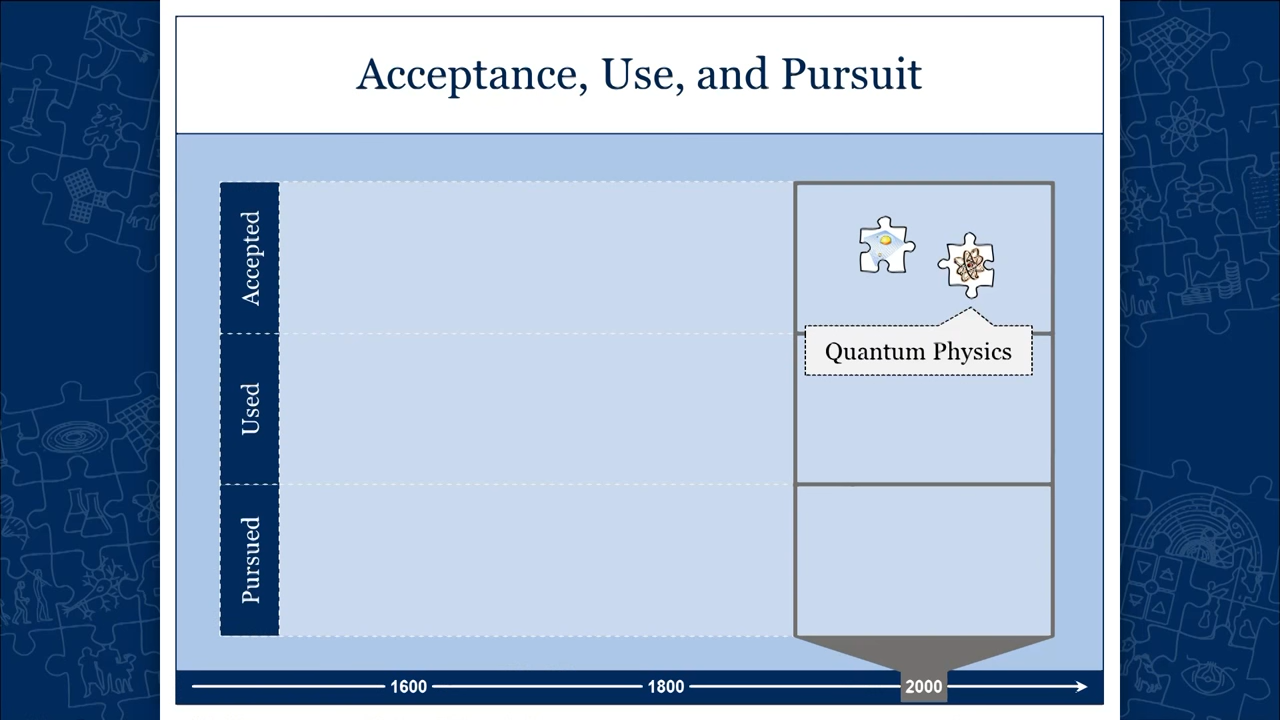 Acceptance, Use, and Pursuit
Accepted
Quantum Physics
Used
Pursued
1600
1800
2000